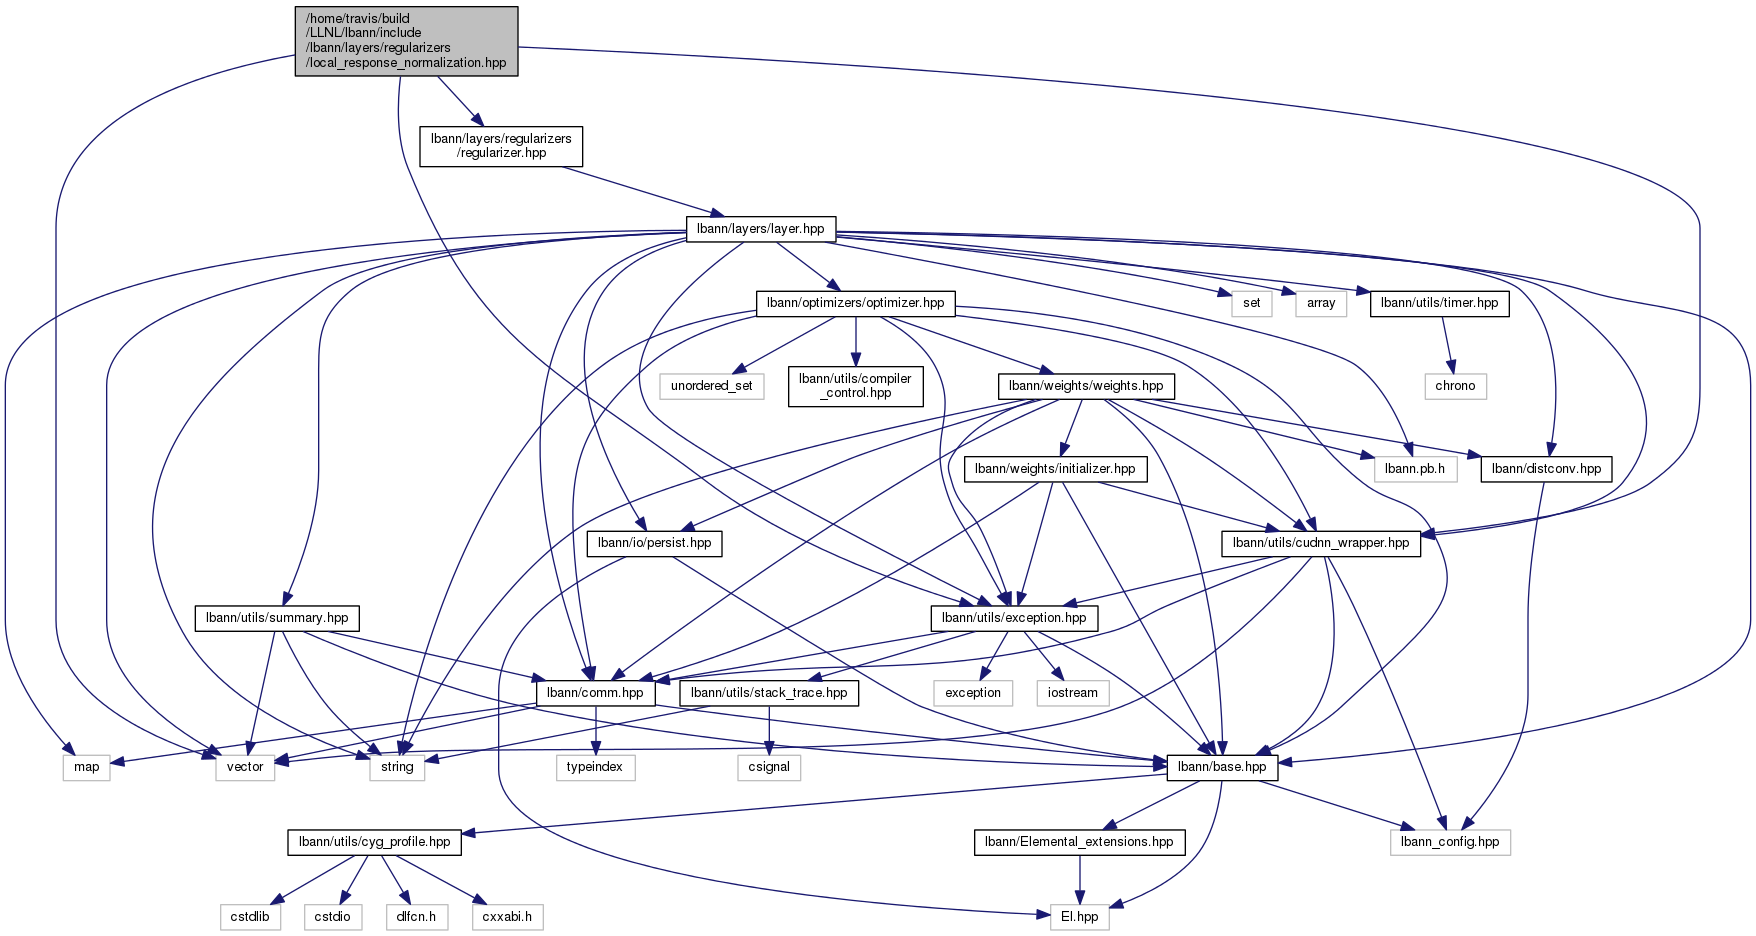 /home/travis/build
/LLNL/lbann/include
/lbann/layers/regularizers
/local_response_normalization.hpp
lbann/layers/regularizers
/regularizer.hpp
lbann/layers/layer.hpp
lbann/optimizers/optimizer.hpp
set
array
lbann/utils/timer.hpp
unordered_set
lbann/utils/compiler
_control.hpp
lbann/weights/weights.hpp
chrono
lbann/weights/initializer.hpp
lbann.pb.h
lbann/distconv.hpp
lbann/io/persist.hpp
lbann/utils/cudnn_wrapper.hpp
lbann/utils/summary.hpp
lbann/utils/exception.hpp
lbann/comm.hpp
lbann/utils/stack_trace.hpp
exception
iostream
map
vector
string
typeindex
csignal
lbann/base.hpp
lbann/utils/cyg_profile.hpp
lbann/Elemental_extensions.hpp
lbann_config.hpp
cstdlib
cstdio
dlfcn.h
cxxabi.h
El.hpp